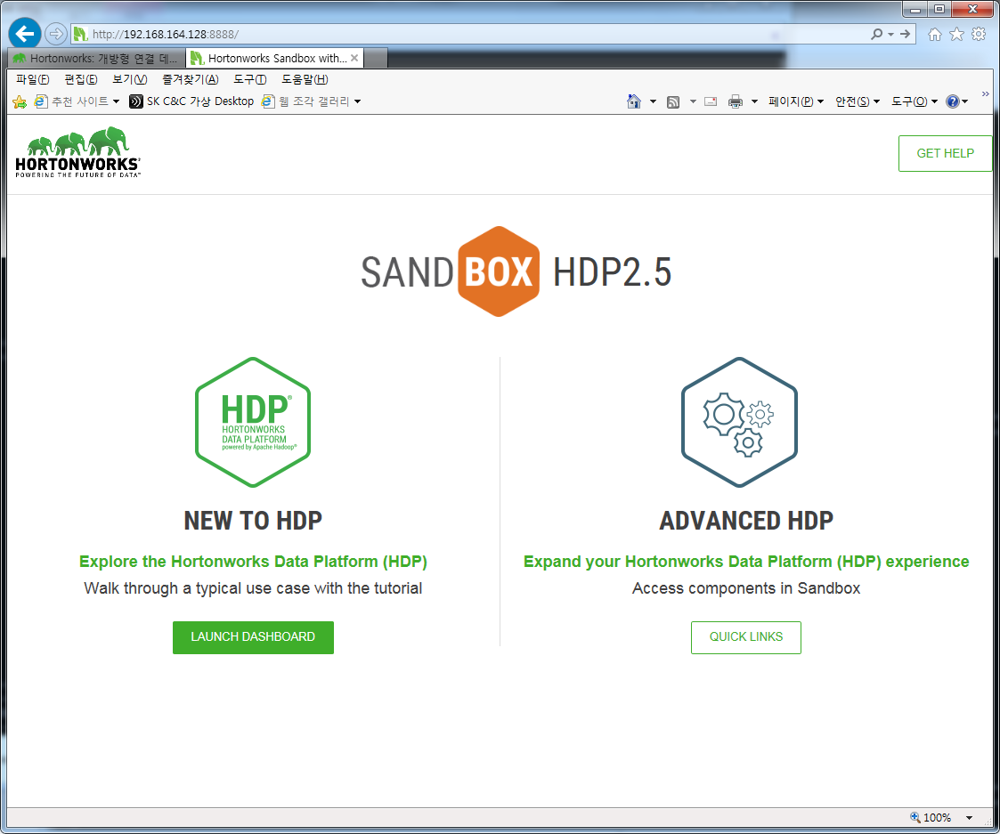 http://192.168.164.128:8888/
Hortonworks: 개방형 연결 데...
Hortonworks Sandbox with...
파일(F) 편집(E) 보기(V) 즐겨찾기(A) 도구(T) 도움말(H)
추천 사이트 SK C&C 가상 Desktop 웹 조각 갤러리 페이지(P) 안전(S) 도구(O)
HORTONWORKS®
POWERING THE FUTURE OF DATA™
GET HELP
SANDBOX HDP2.5
HDP®
HORTONWORKS
DATA PLATFORM
powered by Apache Hadoop™
NEW TO HDP
Explore the Hortonworks Data Platform (HDP)
Walk through a typical use case with the tutorial
LAUNCH DASHBOARD
ADVANCED HDP
Expand your Hortonworks Data Platform (HDP) experience
Access components in Sandbox
QUICK LINKS
100%